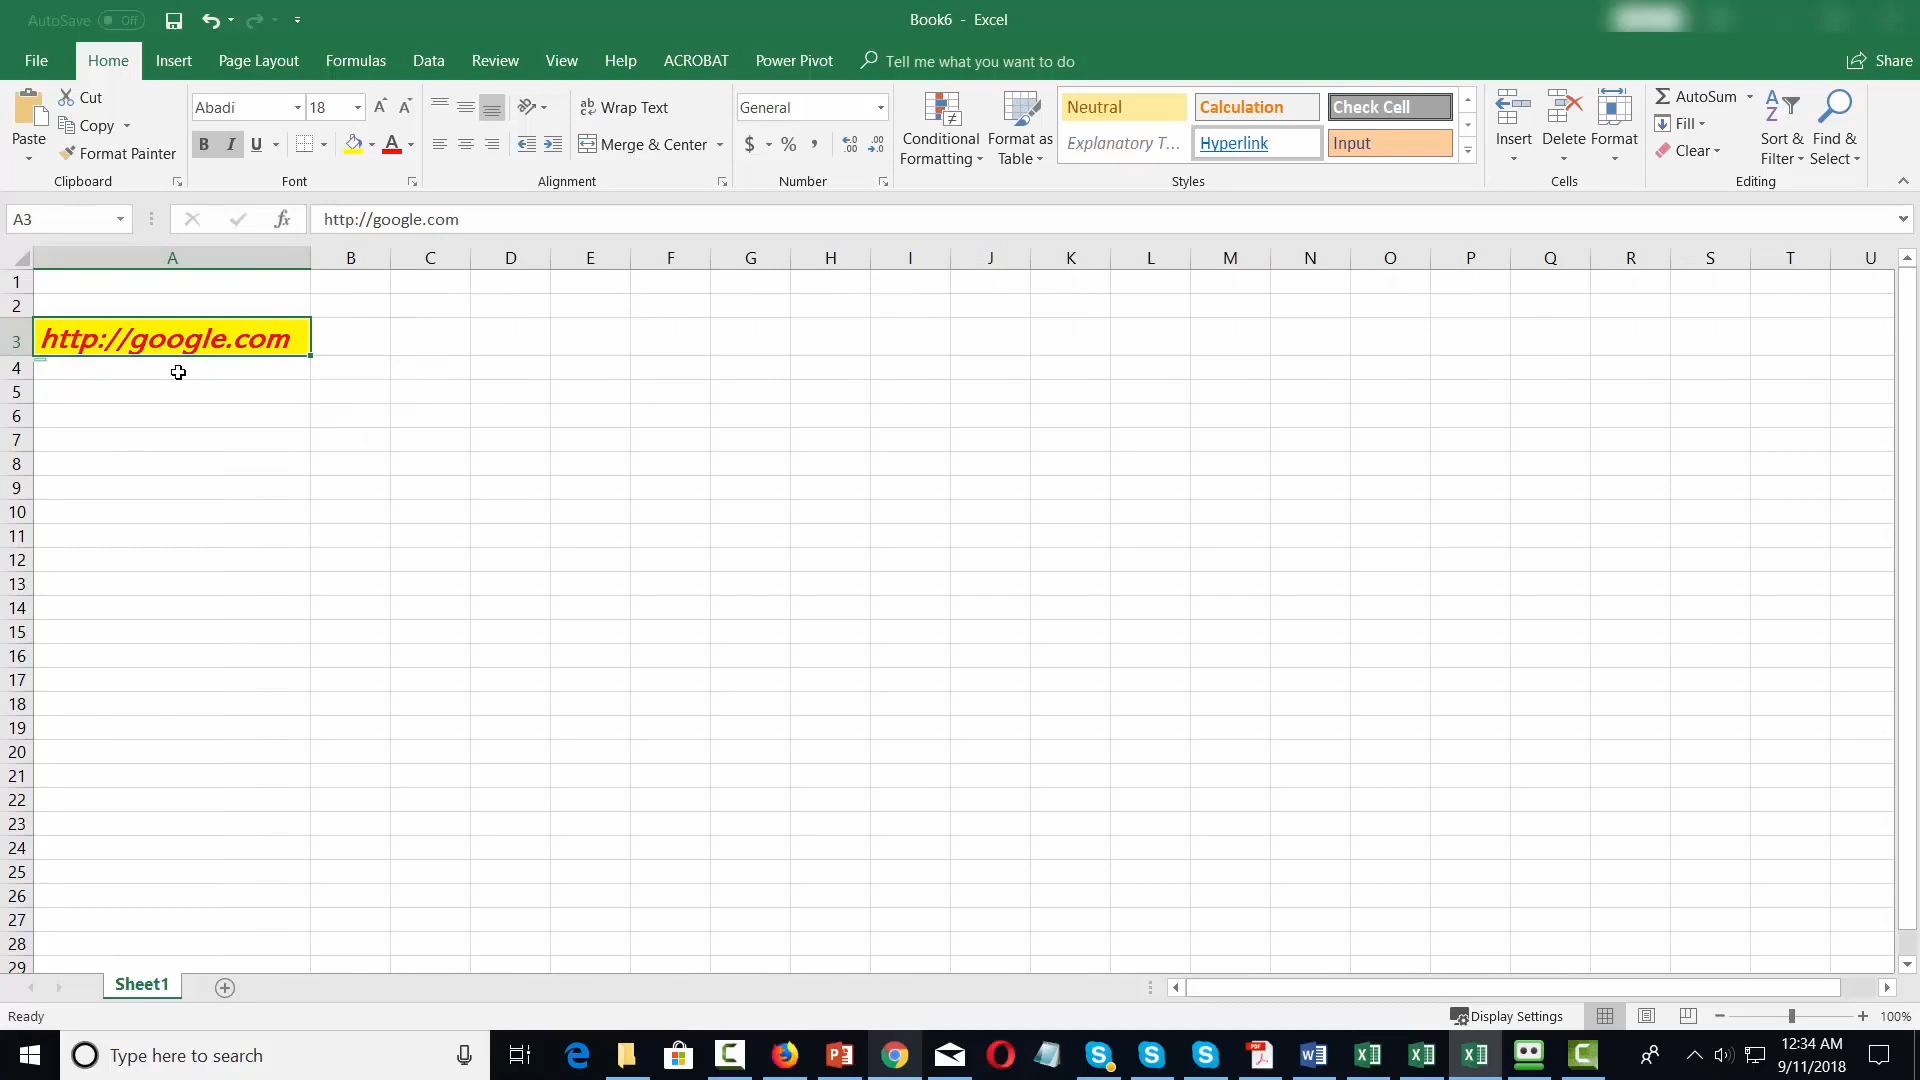 AutoSave Off
Book6 - Excel
File Home Insert Page Layout Formulas Data Review View Help ACROBAT Power Pivot Tell me what you want to do Share
Paste
Cut
Copy
Format Painter
Clipboard
Abadi 18
B I U A
Font
Wrap Text
Merge & Center
Alignment
General
$ % , .00
Number
Conditional Formatting
Format as Table
Neutral Calculation Check Cell
Explanatory T... Hyperlink Input
Styles
Insert Delete Format
Cells
AutoSum
Fill
Clear
Sort & Filter
Find & Select
Editing
A3 fx http://google.com
A B C D E F G H I J K L M N O P Q R S T U
1
2
3 http://google.com
4
5
6
7
8
9
10
11
12
13
14
15
16
17
18
19
20
21
22
23
24
25
26
27
28
29
Sheet1
Ready Display Settings 100%
Type here to search
12:34 AM
9/11/2018